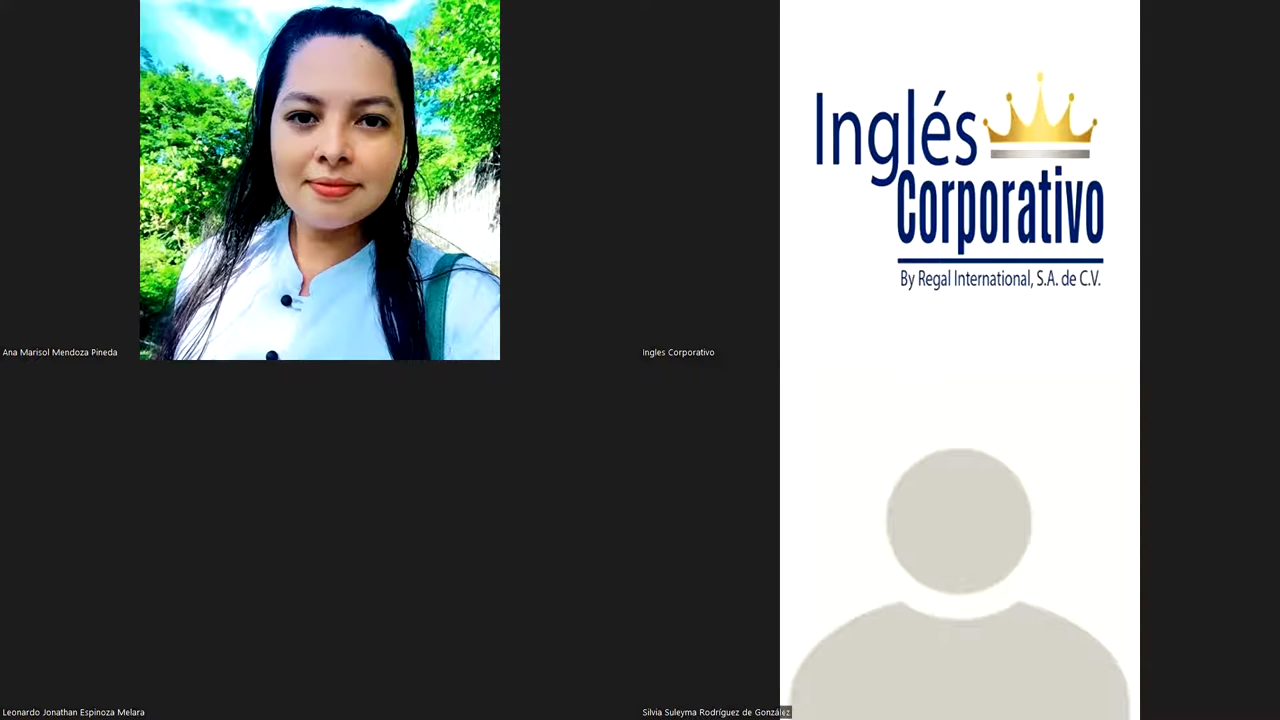 Inglés
Corporativo
By Regal International, S.A. de C.V.
Ana Marisol Mendoza Pineda
Ingles Corporativo
Leonardo Jonathan Espinoza Melara
Silvia Suleyma Rodríguez de González